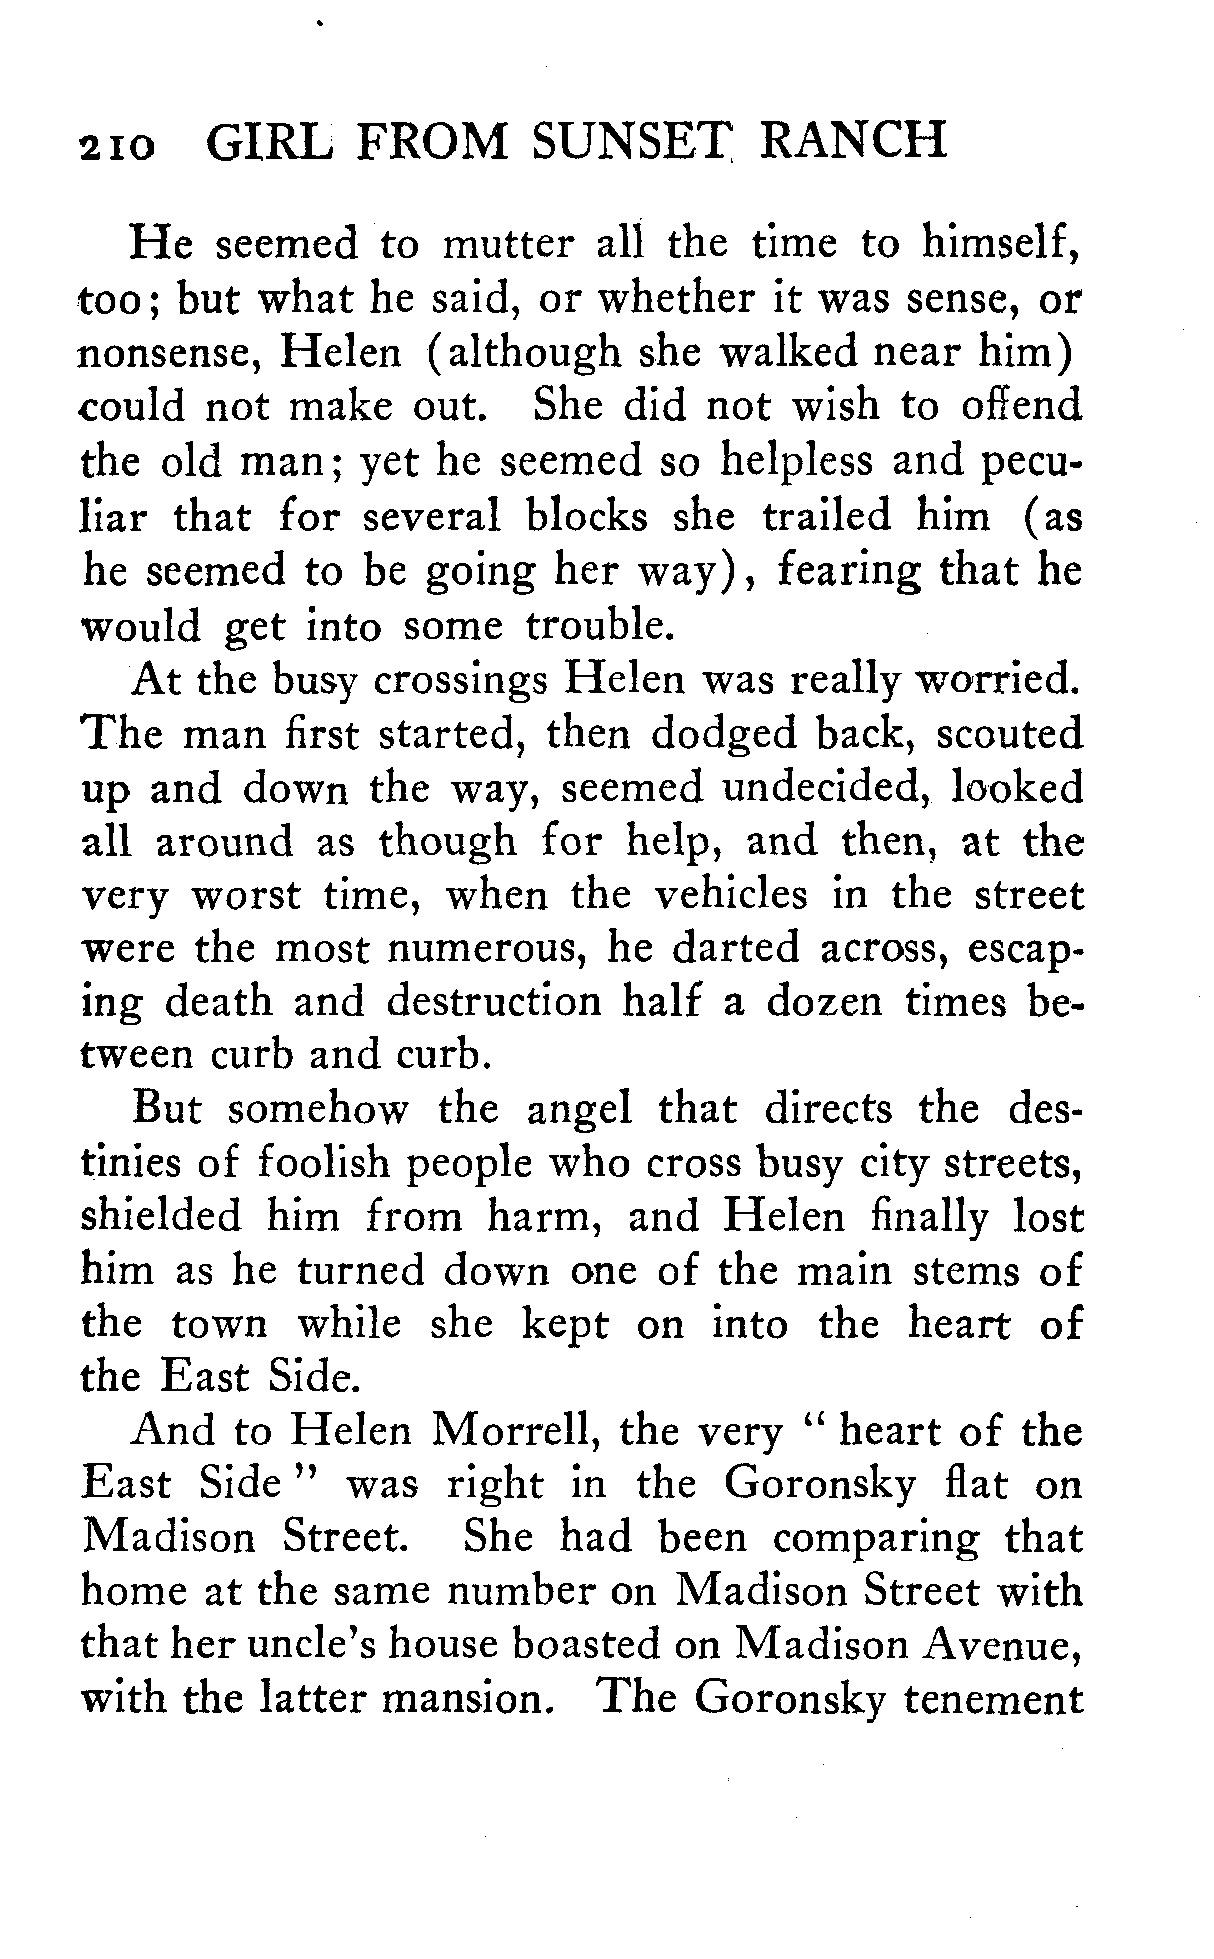 210 GIRL FROM SUNSET RANCH
He seemed to mutter all the time to himself,
too; but what he said, or whether it was sense, or
nonsense, Helen (although she walked near him)
could not make out. She did not wish to offend
the old man; yet he seemed so helpless and pecu-
liar that for several blocks she trailed him (as
he seemed to be going her way), fearing that he
would get into some trouble.
At the busy crossings Helen was really worried.
The man first started, then dodged back, scouted
up and down the way, seemed undecided, looked
all around as though for help, and then, at the
very worst time, when the vehicles in the street
were the most numerous, he darted across, escap-
ing death and destruction half a dozen times be-
tween curb and curb.
But somehow the angel that directs the des-
tinies of foolish people who cross busy city streets,
shielded him from harm, and Helen finally lost
him as he turned down one of the main stems of
the town while she kept on into the heart of
the East Side.
And to Helen Morrell, the very " heart of the
East Side " was right in the Goronsky flat on
Madison Street. She had been comparing that
home at the same number on Madison Street with
that her uncle's house boasted on Madison Avenue,
with the latter mansion. The Goronsky tenement